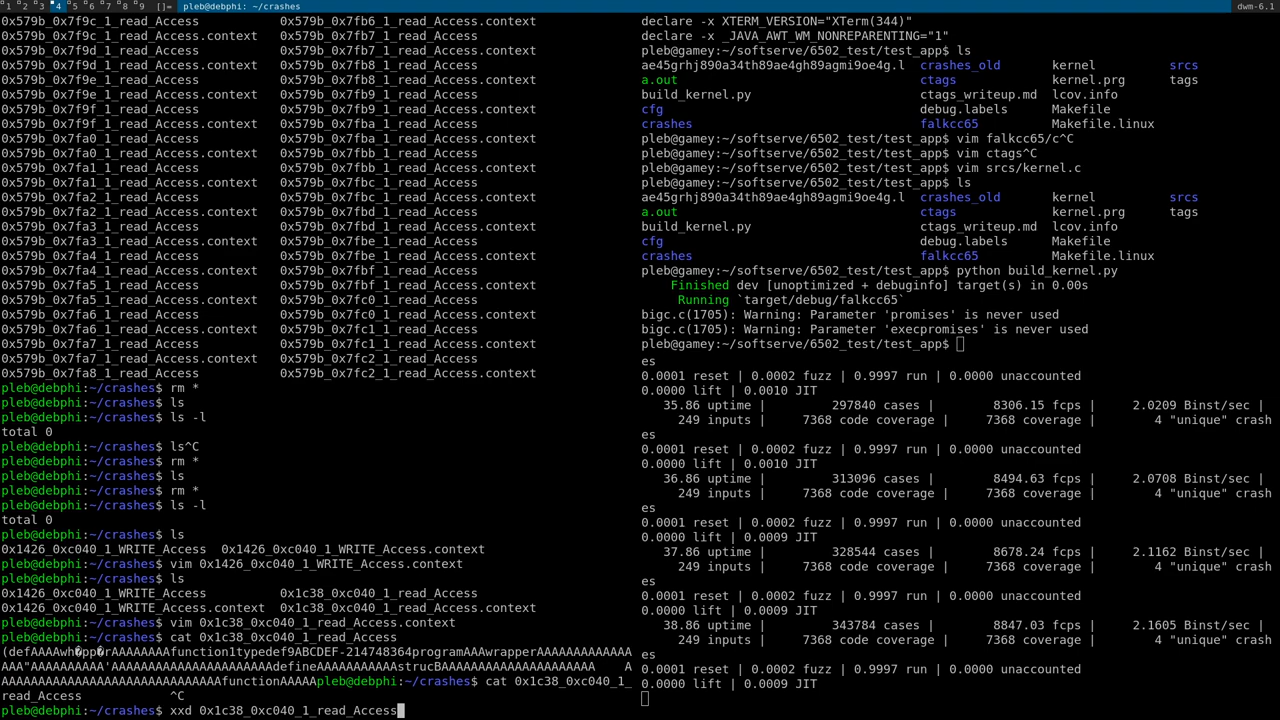 1 2 3 4 5 6 7 8 9 []= pleb@debphi: ~/crashes dwm-6.1
0x579b_0x7f9c_1_read_Access 0x579b_0x7fb6_1_read_Access.context
0x579b_0x7f9c_1_read_Access.context 0x579b_0x7fb7_1_read_Access
0x579b_0x7f9d_1_read_Access 0x579b_0x7fb7_1_read_Access.context
0x579b_0x7f9d_1_read_Access.context 0x579b_0x7fb8_1_read_Access
0x579b_0x7f9e_1_read_Access 0x579b_0x7fb8_1_read_Access.context
0x579b_0x7f9e_1_read_Access.context 0x579b_0x7fb9_1_read_Access
0x579b_0x7f9f_1_read_Access 0x579b_0x7fb9_1_read_Access.context
0x579b_0x7f9f_1_read_Access.context 0x579b_0x7fba_1_read_Access
0x579b_0x7fa0_1_read_Access 0x579b_0x7fba_1_read_Access.context
0x579b_0x7fa0_1_read_Access.context 0x579b_0x7fbb_1_read_Access
0x579b_0x7fa1_1_read_Access 0x579b_0x7fbb_1_read_Access.context
0x579b_0x7fa1_1_read_Access.context 0x579b_0x7fbc_1_read_Access
0x579b_0x7fa2_1_read_Access 0x579b_0x7fbc_1_read_Access.context
0x579b_0x7fa2_1_read_Access.context 0x579b_0x7fbd_1_read_Access
0x579b_0x7fa3_1_read_Access 0x579b_0x7fbd_1_read_Access.context
0x579b_0x7fa3_1_read_Access.context 0x579b_0x7fbe_1_read_Access
0x579b_0x7fa4_1_read_Access 0x579b_0x7fbe_1_read_Access.context
0x579b_0x7fa4_1_read_Access.context 0x579b_0x7fbf_1_read_Access
0x579b_0x7fa5_1_read_Access 0x579b_0x7fbf_1_read_Access.context
0x579b_0x7fa5_1_read_Access.context 0x579b_0x7fc0_1_read_Access
0x579b_0x7fa6_1_read_Access 0x579b_0x7fc0_1_read_Access.context
0x579b_0x7fa6_1_read_Access.context 0x579b_0x7fc1_1_read_Access
0x579b_0x7fa7_1_read_Access 0x579b_0x7fc1_1_read_Access.context
0x579b_0x7fa7_1_read_Access.context 0x579b_0x7fc2_1_read_Access
0x579b_0x7fa8_1_read_Access 0x579b_0x7fc2_1_read_Access.context
pleb@debphi:~/crashes$ rm *
pleb@debphi:~/crashes$ ls
pleb@debphi:~/crashes$ ls -l
total 0
pleb@debphi:~/crashes$ ls^C
pleb@debphi:~/crashes$ rm *
pleb@debphi:~/crashes$ ls
pleb@debphi:~/crashes$ rm *
pleb@debphi:~/crashes$ ls -l
total 0
pleb@debphi:~/crashes$ ls
0x1426_0xc040_1_WRITE_Access 0x1426_0xc040_1_WRITE_Access.context
pleb@debphi:~/crashes$ vim 0x1426_0xc040_1_WRITE_Access.context
pleb@debphi:~/crashes$ ls
0x1426_0xc040_1_WRITE_Access 0x1c38_0xc040_1_read_Access
0x1426_0xc040_1_WRITE_Access.context 0x1c38_0xc040_1_read_Access.context
pleb@debphi:~/crashes$ vim 0x1c38_0xc040_1_read_Access.context
pleb@debphi:~/crashes$ cat 0x1c38_0xc040_1_read_Access
(defAAAAwh�pp�rAAAAAAAAfunction1typedef9ABCDEF-214748364programAAAwrapperAAAAAAAAAAAAA
AAA"AAAAAAAAAA'AAAAAAAAAAAAAAAAAAAAAdefineAAAAAAAAAAAstrucBAAAAAAAAAAAAAAAAAAAA A
AAAAAAAAAAAAAAAAAAAAAAAAAAAAAfunctionAAAAApleb@debphi:~/crashes$ cat 0x1c38_0xc040_1_
read_Access ^C
pleb@debphi:~/crashes$ xxd 0x1c38_0xc040_1_read_Access
declare -x XTERM_VERSION="XTerm(344)"
declare -x _JAVA_AWT_WM_NONREPARENTING="1"
pleb@gamey:~/softserve/6502_test/test_app$ ls
ae45grhj890a34th89ae4gh89agmi9oe4g.l crashes_old kernel srcs
a.out ctags kernel.prg tags
build_kernel.py ctags_writeup.md lcov.info
cfg debug.labels Makefile
crashes falkcc65 Makefile.linux
pleb@gamey:~/softserve/6502_test/test_app$ vim falkcc65/c^C
pleb@gamey:~/softserve/6502_test/test_app$ vim ctags^C
pleb@gamey:~/softserve/6502_test/test_app$ vim srcs/kernel.c
pleb@gamey:~/softserve/6502_test/test_app$ ls
ae45grhj890a34th89ae4gh89agmi9oe4g.l crashes_old kernel srcs
a.out ctags kernel.prg tags
build_kernel.py ctags_writeup.md lcov.info
cfg debug.labels Makefile
crashes falkcc65 Makefile.linux
pleb@gamey:~/softserve/6502_test/test_app$ python build_kernel.py
Finished dev [unoptimized + debuginfo] target(s) in 0.00s
Running `target/debug/falkcc65`
bigc.c(1705): Warning: Parameter 'promises' is never used
bigc.c(1705): Warning: Parameter 'execpromises' is never used
pleb@gamey:~/softserve/6502_test/test_app$
es
0.0001 reset | 0.0002 fuzz | 0.9997 run | 0.0000 unaccounted
0.0000 lift | 0.0010 JIT
35.86 uptime | 297840 cases | 8306.15 fcps | 2.0209 Binst/sec |
249 inputs | 7368 code coverage | 7368 coverage | 4 "unique" crash
es
0.0001 reset | 0.0002 fuzz | 0.9997 run | 0.0000 unaccounted
0.0000 lift | 0.0010 JIT
36.86 uptime | 313096 cases | 8494.63 fcps | 2.0708 Binst/sec |
249 inputs | 7368 code coverage | 7368 coverage | 4 "unique" crash
es
0.0001 reset | 0.0002 fuzz | 0.9997 run | 0.0000 unaccounted
0.0000 lift | 0.0009 JIT
37.86 uptime | 328544 cases | 8678.24 fcps | 2.1162 Binst/sec |
249 inputs | 7368 code coverage | 7368 coverage | 4 "unique" crash
es
0.0001 reset | 0.0002 fuzz | 0.9997 run | 0.0000 unaccounted
0.0000 lift | 0.0009 JIT
38.86 uptime | 343784 cases | 8847.03 fcps | 2.1605 Binst/sec |
249 inputs | 7368 code coverage | 7368 coverage | 4 "unique" crash
es
0.0001 reset | 0.0002 fuzz | 0.9997 run | 0.0000 unaccounted
0.0000 lift | 0.0009 JIT